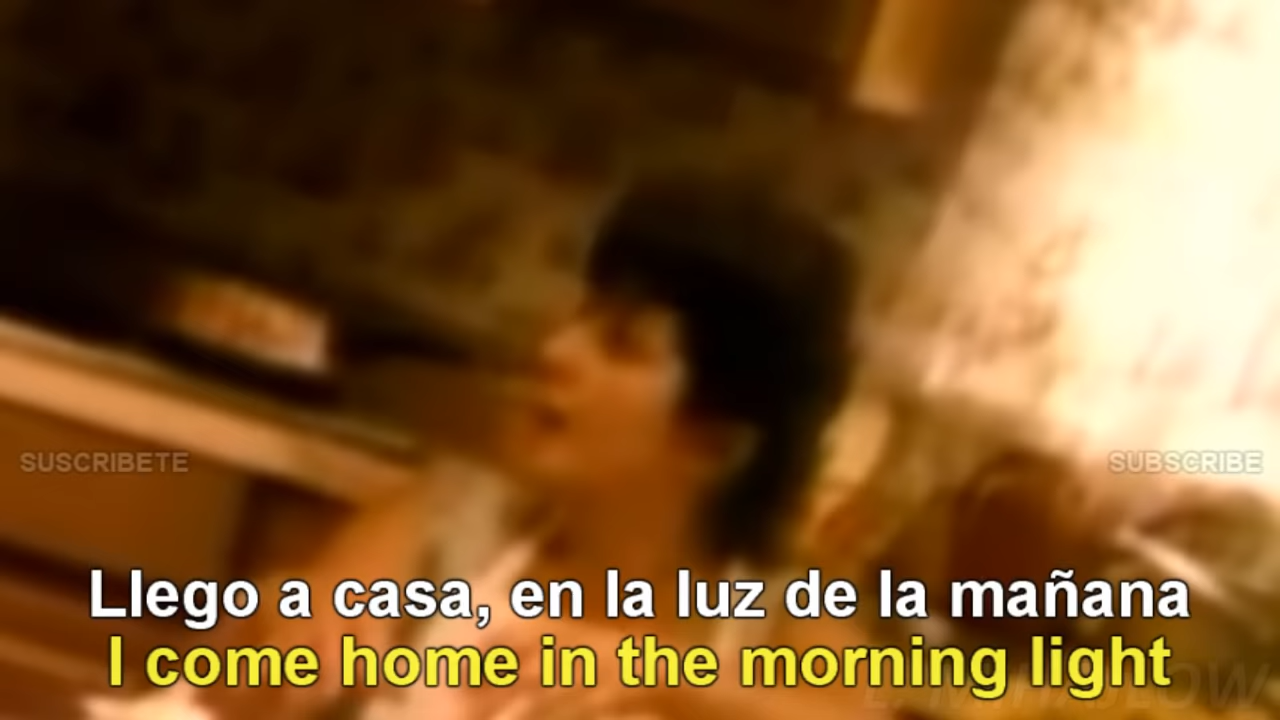 SUSCRIBETE
SUBSCRIBE
Llego a casa, en la luz de la mañana
I come home in the morning light